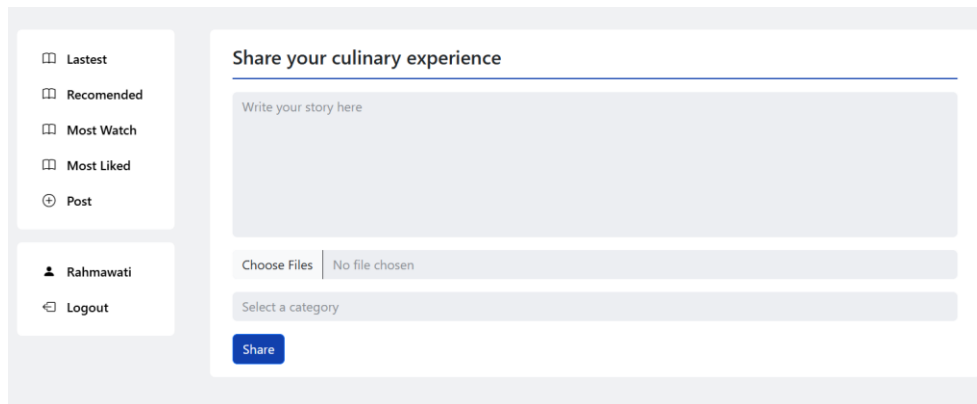 Lastest
Recomended
Most Watch
Most Liked
Post
Rahmawati
Logout
Share your culinary experience
Write your story here
Choose Files No file chosen
Select a category
Share